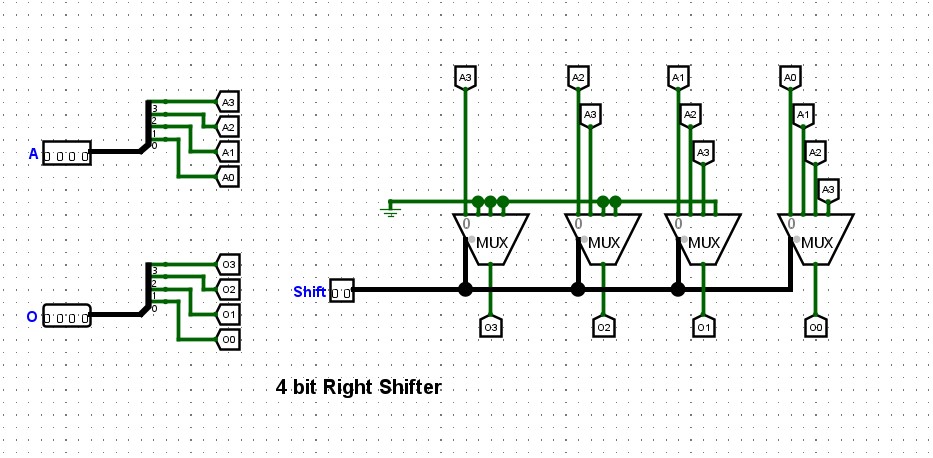 A3 A2 A1 A0
A3 A1
A2
A3 A2
A3
A 0 0 0 0 3 2 1 0 A2
A1
A0
A3
0 MUX 0 MUX 0 MUX 0 MUX
O3
O 0 0 0 0 3 2 1 0 O2
O1
O0
Shift 0 0
O3 O2 O1 O0
4 bit Right Shifter